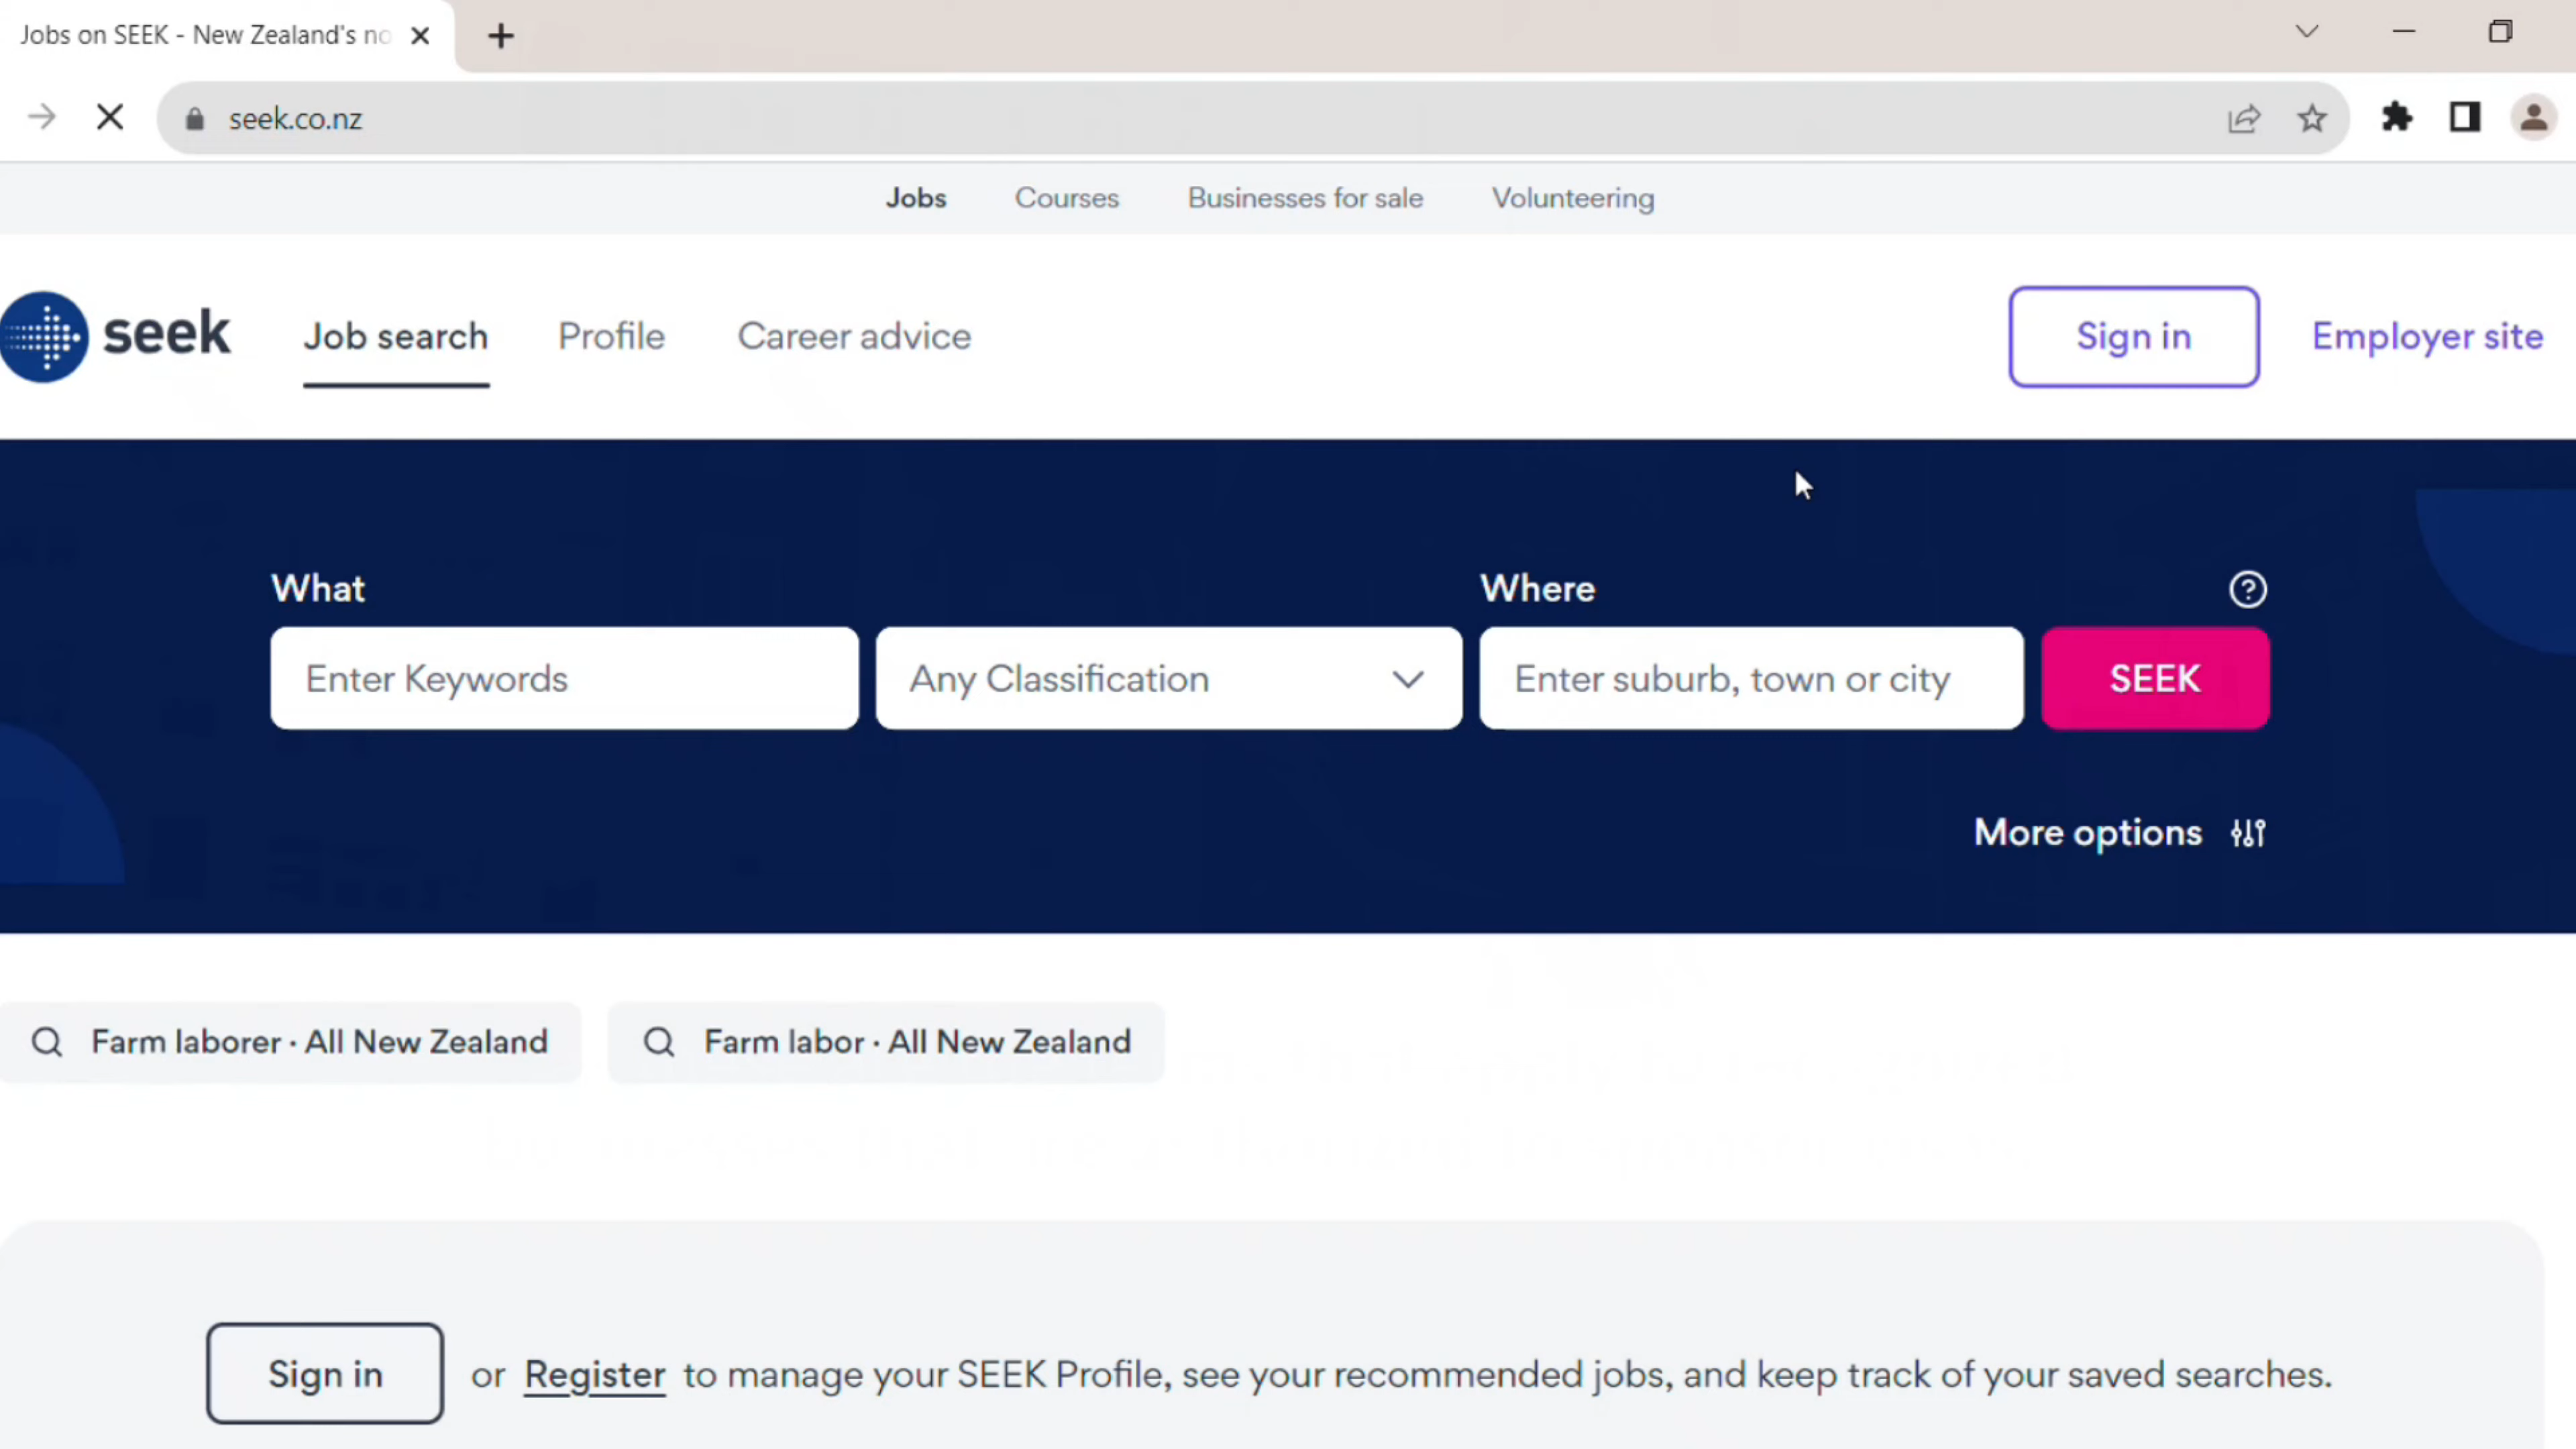 Jobs on SEEK - New Zealand's no
seek.co.nz
Jobs Courses Businesses for sale Volunteering
seek Job search Profile Career advice Sign in Employer site
What Where
Enter Keywords Any Classification Enter suburb, town or city SEEK
More options
Farm laborer · All New Zealand Farm labor · All New Zealand
Sign in or Register to manage your SEEK Profile, see your recommended jobs, and keep track of your saved searches.